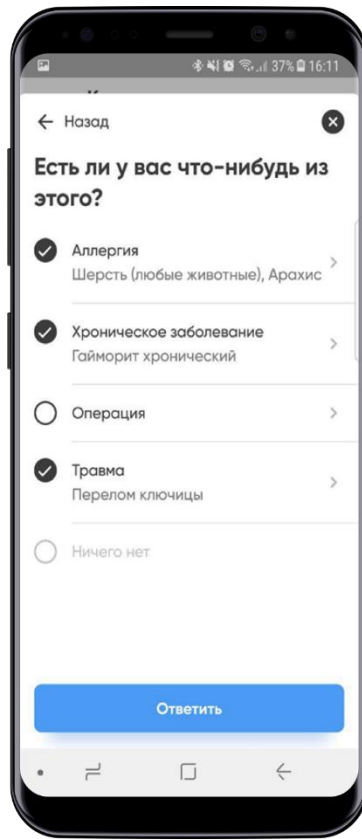 37% 16:11
Назад
Есть ли у вас что-нибудь из
этого?
Аллергия
Шерсть (любые животные), Арахис
Хроническое заболевание
Гайморит хронический
Операция
Травма
Перелом ключицы
Ничего нет
Ответить